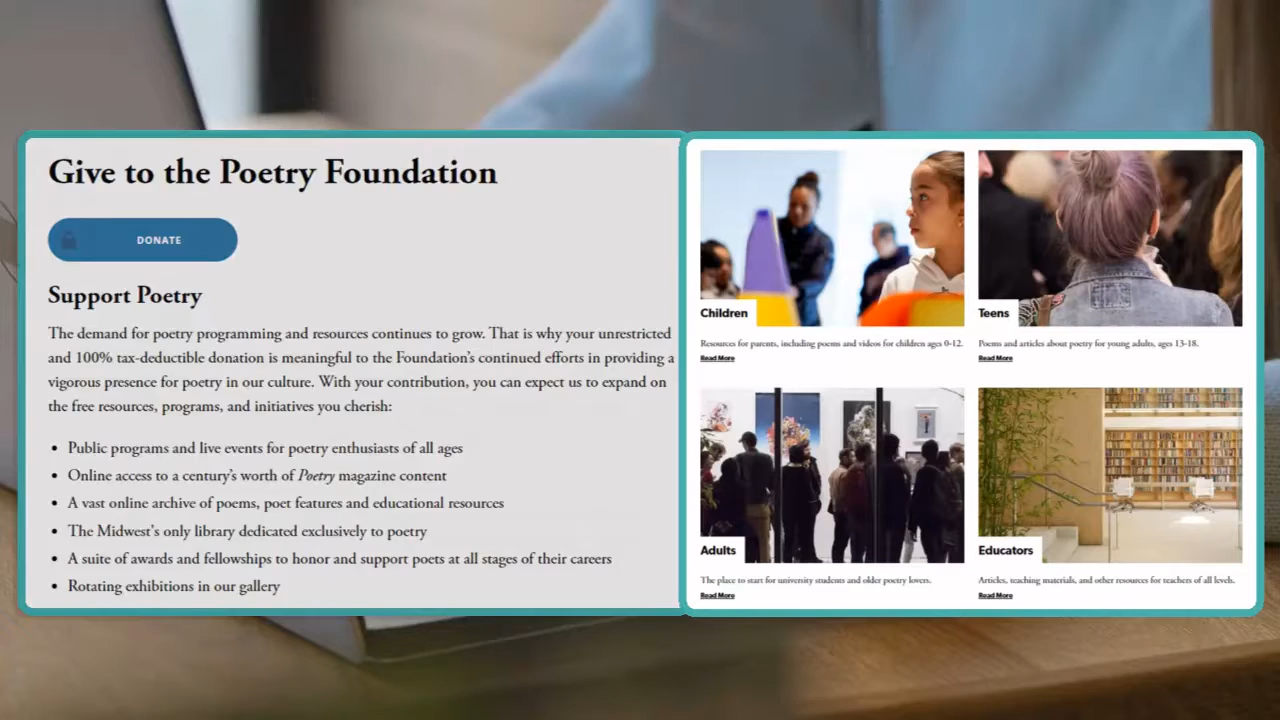 Give to the Poetry Foundation
DONATE
Support Poetry
The demand for poetry programming and resources continues to grow. That is why your unrestricted
and 100% tax-deductible donation is meaningful to the Foundation's continued efforts in providing a
vigorous presence for poetry in our culture. With your contribution, you can expect us to expand on
the free resources, programs, and initiatives you cherish:
• Public programs and live events for poetry enthusiasts of all ages
• Online access to a century's worth of Poetry magazine content
• A vast online archive of poems, poet features and educational resources
• The Midwest's only library dedicated exclusively to poetry
• A suite of awards and fellowships to honor and support poets at all stages of their careers
• Rotating exhibitions in our gallery
Children
Resources for parents, including poems and videos for children ages 0-12.
Read More
Teens
Poems and articles about poetry for young adults, ages 13-18.
Read More
Adults
The place to start for university students and older poetry lovers.
Read More
Educators
Articles, teaching materials, and other resources for teachers of all levels.
Read More